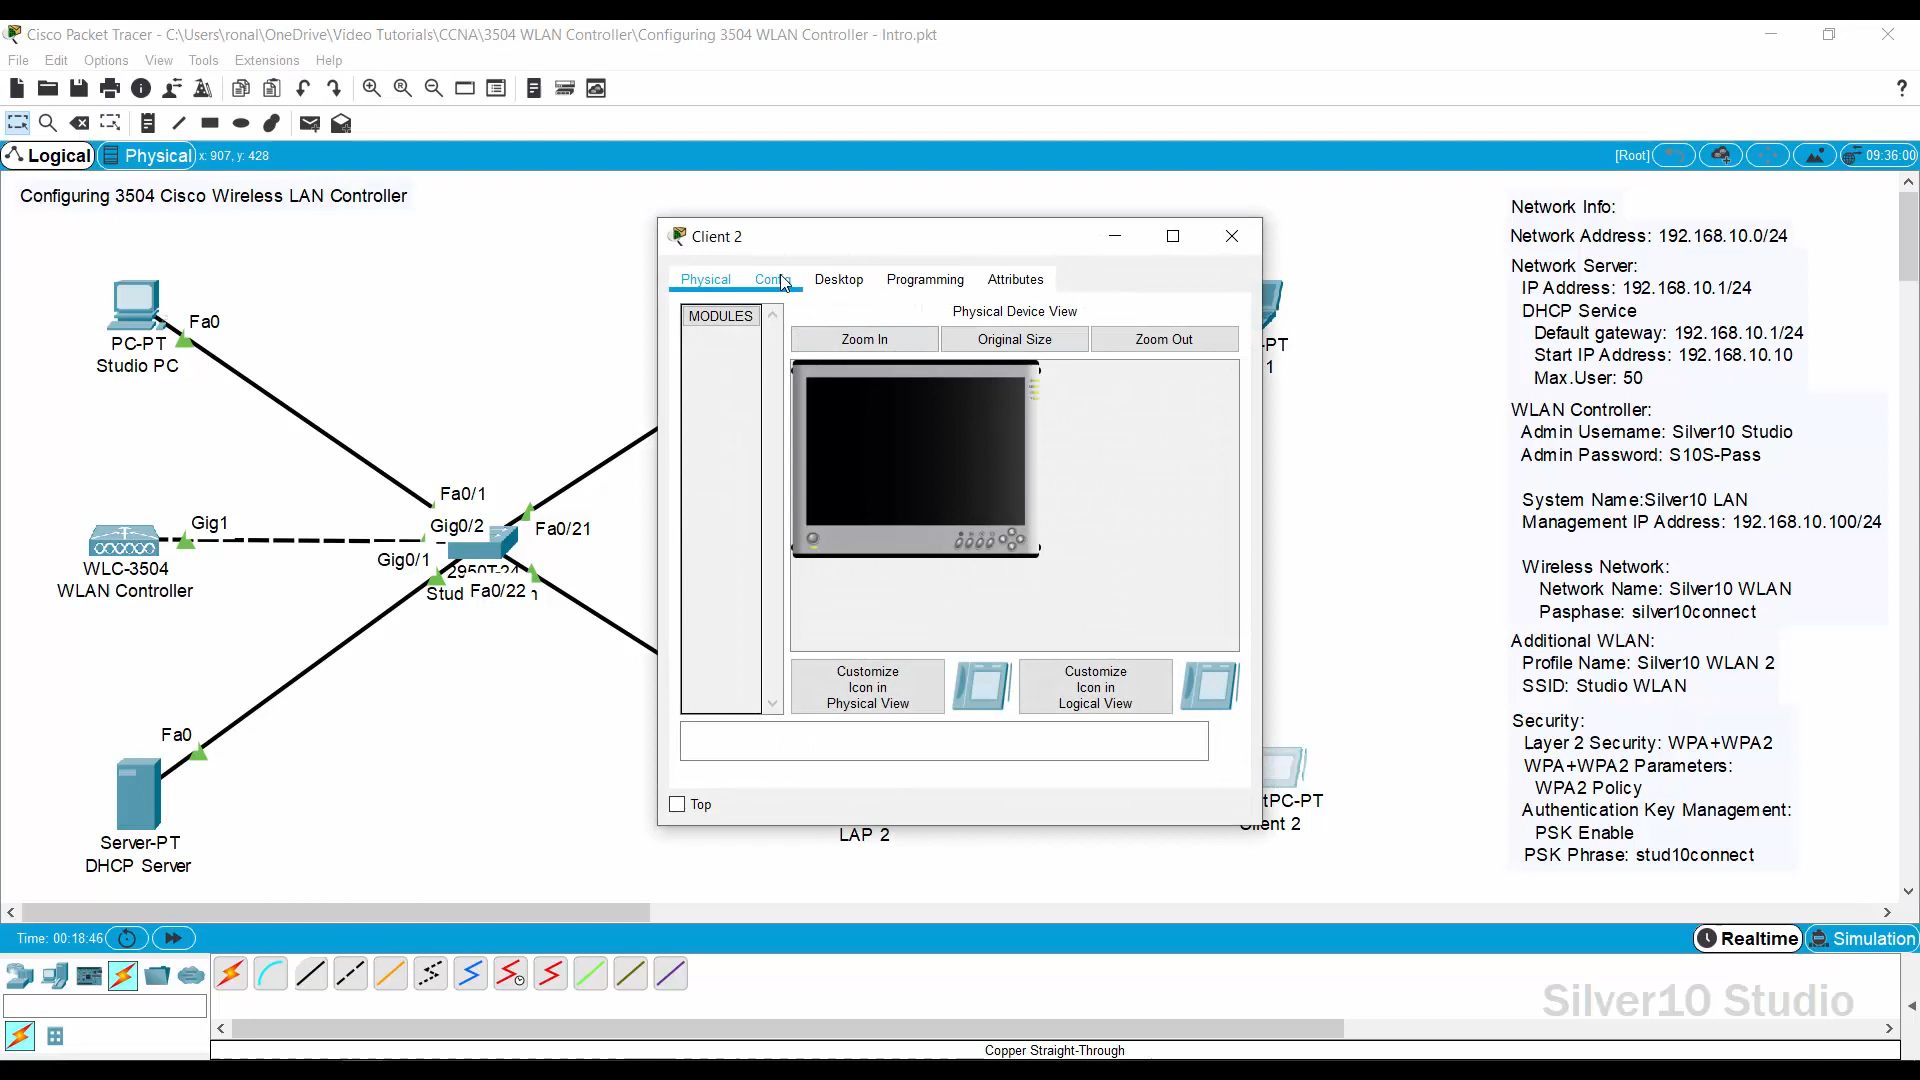 Cisco Packet Tracer - C:\Users\ronal\OneDrive\Video Tutorials\CCNA\3504 WLAN Controller\Configuring 3504 WLAN Controller - Intro.pkt
File Edit Options View Tools Extensions Help
Logical Physical x: 907, y: 428 [Root] 09:36:00
Configuring 3504 Cisco Wireless LAN Controller
Fa0
PC-PT
Studio PC
Gig1
WLC-3504
WLAN Controller
Fa0/1
Gig0/2
Fa0/21
Gig0/1
2950T-24
Stud Fa0/22
Fa0
Server-PT
DHCP Server
Client 2
Physical Config Desktop Programming Attributes
MODULES
Physical Device View
Zoom In Original Size Zoom Out
Customize
Icon in
Physical View
Customize
Icon in
Logical View
Top
LAP 2
-PT
1
tPC-PT
Client 2
Network Info:
Network Address: 192.168.10.0/24
Network Server:
IP Address: 192.168.10.1/24
DHCP Service
Default gateway: 192.168.10.1/24
Start IP Address: 192.168.10.10
Max.User: 50
WLAN Controller:
Admin Username: Silver10 Studio
Admin Password: S10S-Pass
System Name:Silver10 LAN
Management IP Address: 192.168.10.100/24
Wireless Network:
Network Name: Silver10 WLAN
Pasphase: silver10connect
Additional WLAN:
Profile Name: Silver10 WLAN 2
SSID: Studio WLAN
Security:
Layer 2 Security: WPA+WPA2
WPA+WPA2 Parameters:
WPA2 Policy
Authentication Key Management:
PSK Enable
PSK Phrase: stud10connect
Time: 00:18:46 Realtime Simulation
Silver10 Studio
Copper Straight-Through